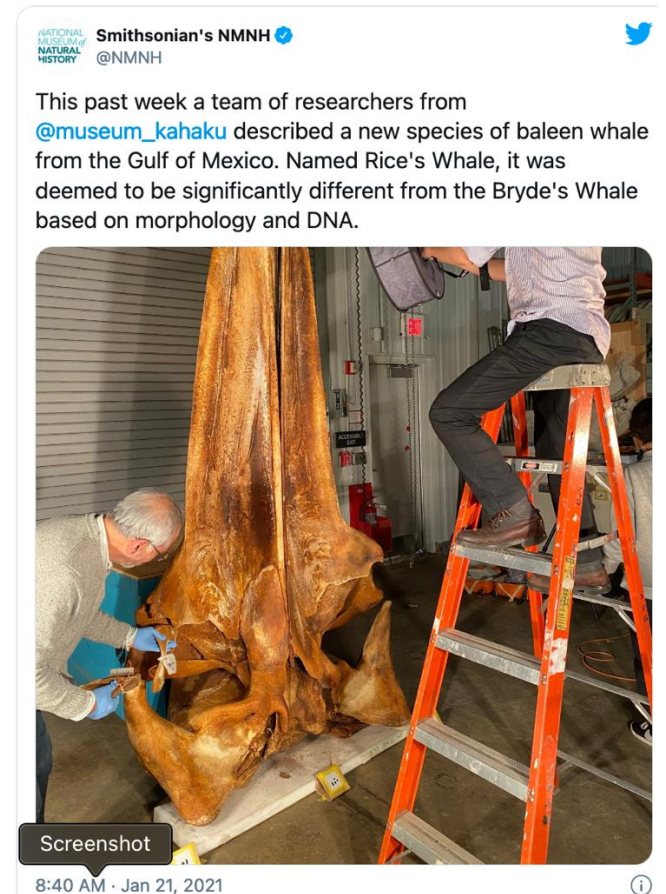 NATIONAL
MUSEUM of
NATURAL
HISTORY
Smithsonian's NMNH
@NMNH
This past week a team of researchers from
@museum_kahaku described a new species of baleen whale
from the Gulf of Mexico. Named Rice's Whale, it was
deemed to be significantly different from the Bryde's Whale
based on morphology and DNA.
Screenshot
8:40 AM · Jan 21, 2021